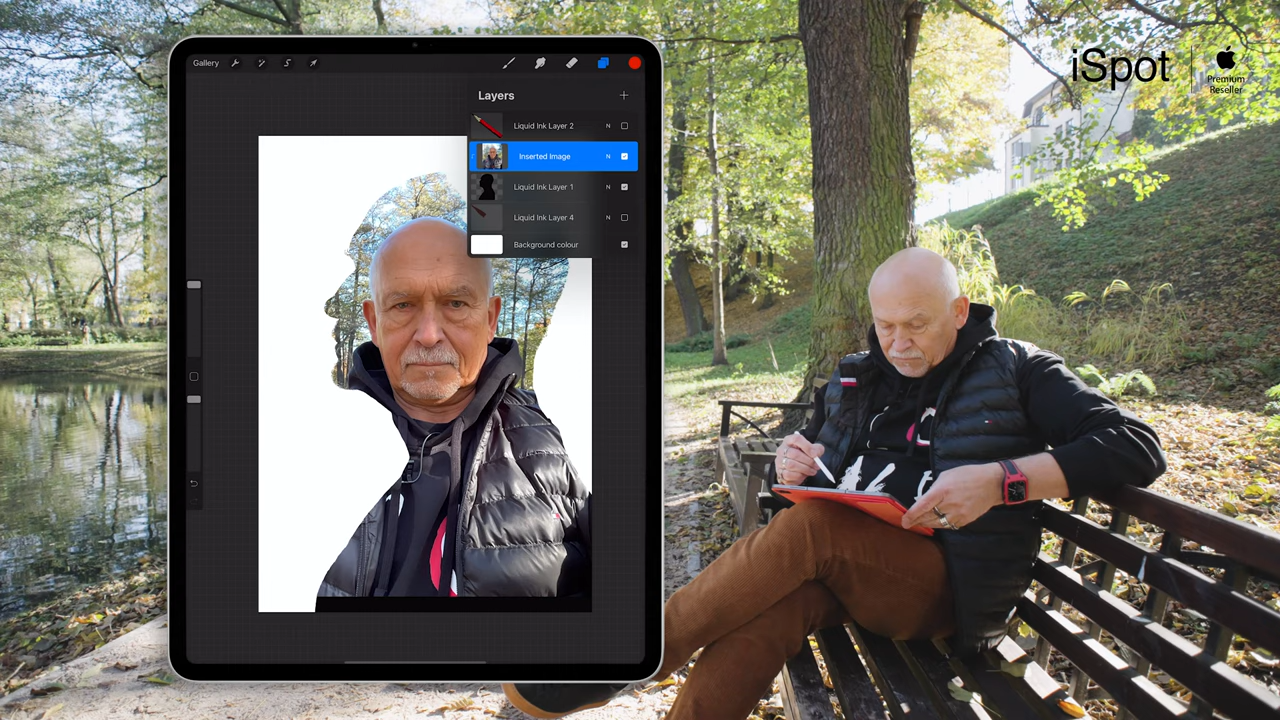 Gallery
Layers
Liquid Ink Layer 2 N
Inserted Image N
Liquid Ink Layer 1 N
Liquid Ink Layer 4 N
Background colour
iSpot
Premium
Reseller